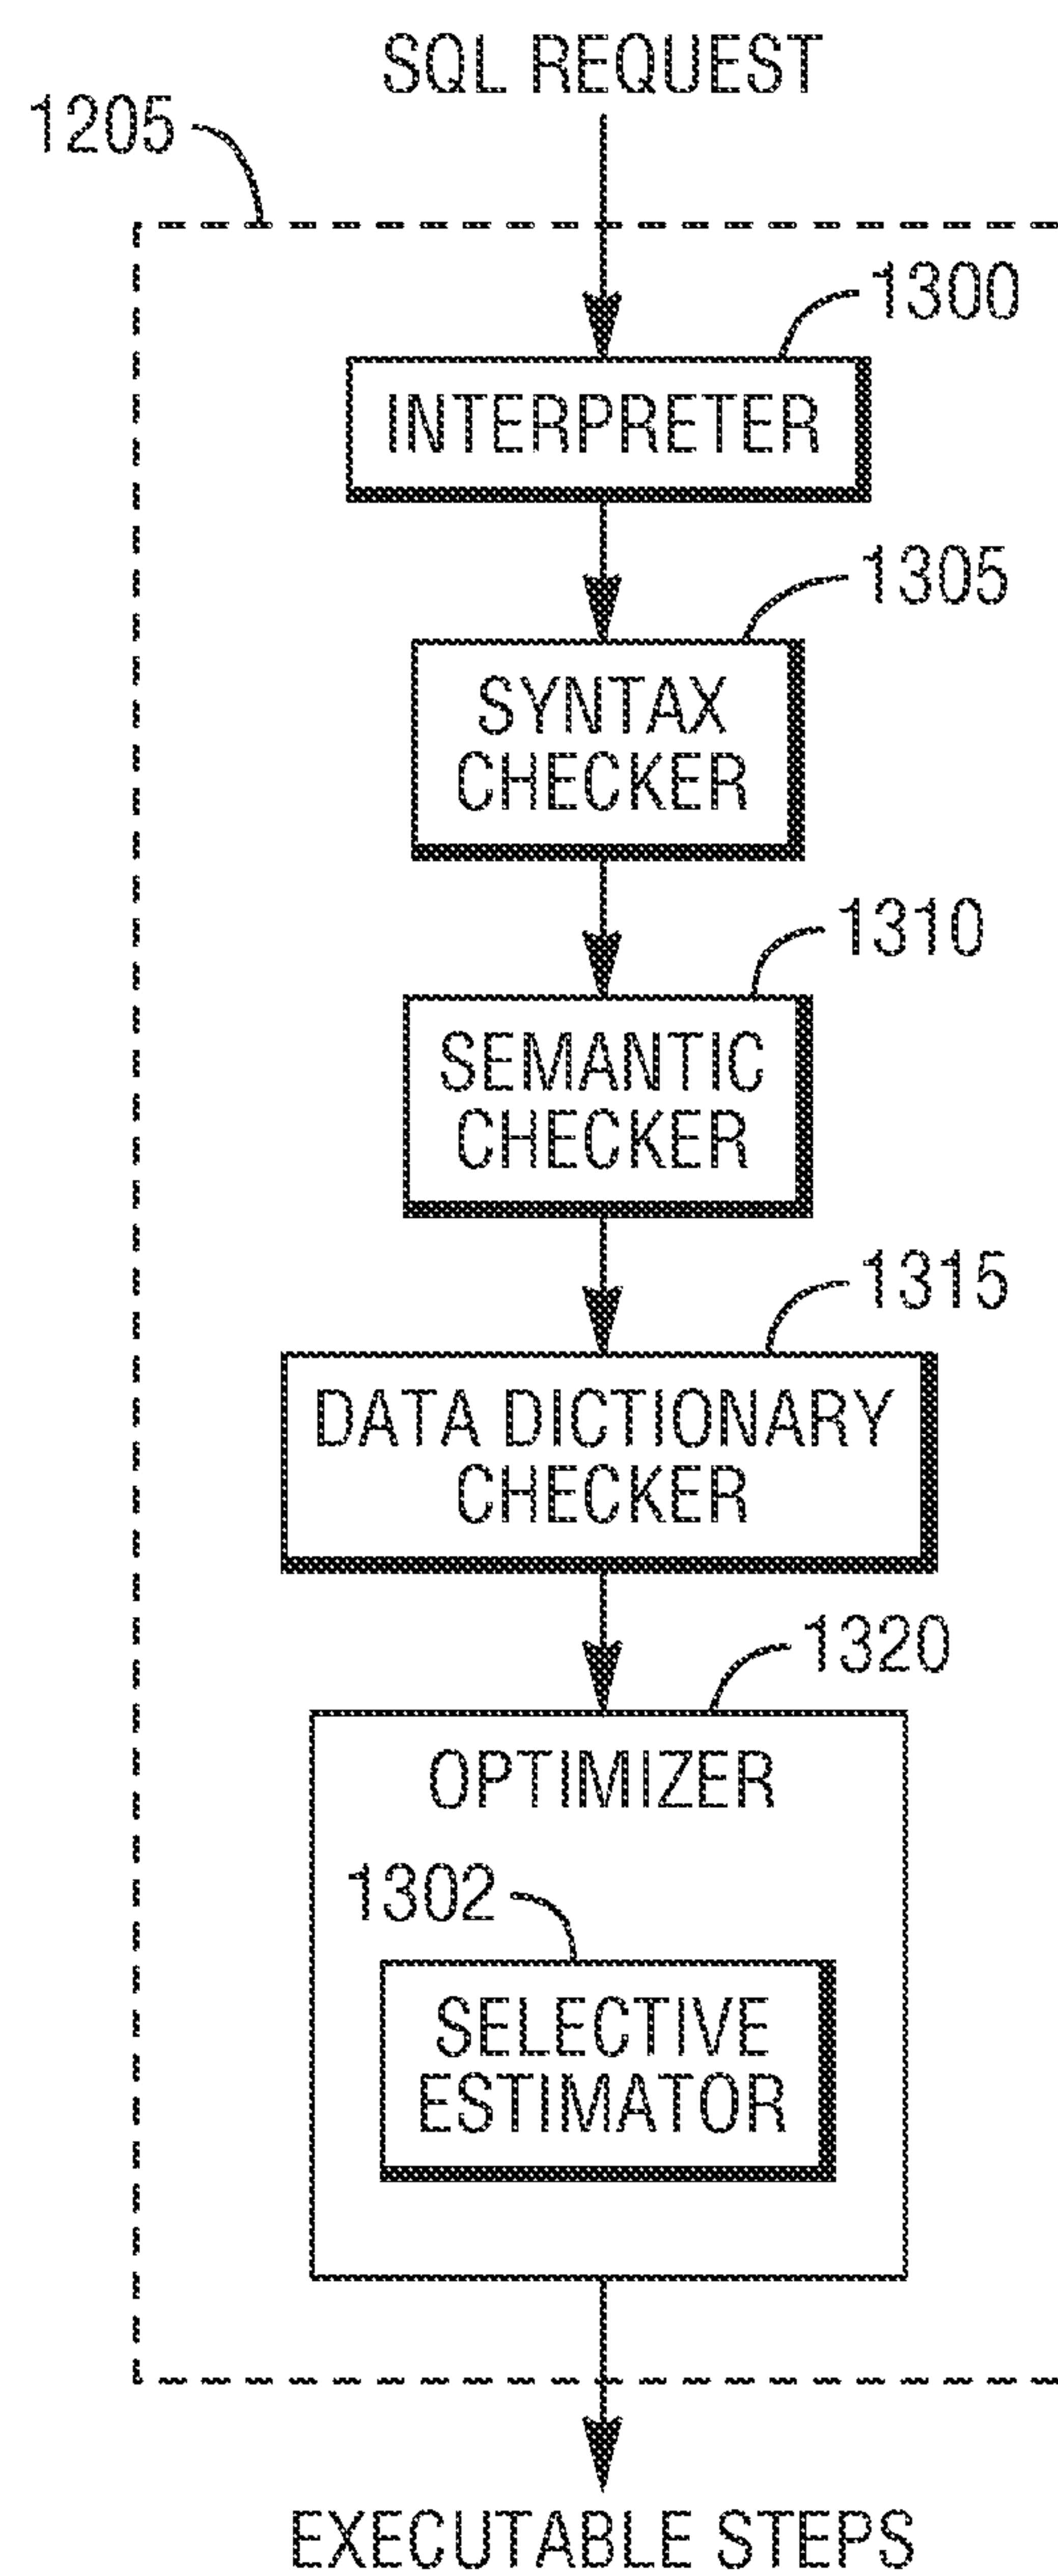 SQL REQUEST
1205
1300
INTERPRETER
1305
SYNTAX
CHECKER
1310
SEMANTIC
CHECKER
1315
DATA DICTIONARY
CHECKER
1320
OPTIMIZER
1302
SELECTIVE
ESTIMATOR
EXECUTABLE STEPS